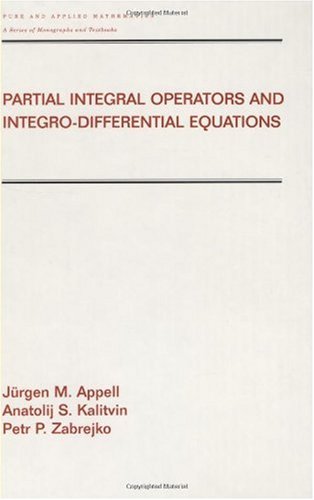 PURE AND APPLIED MATHEMATICS
A Series of Monographs and Textbooks
PARTIAL INTEGRAL OPERATORS AND
INTEGRO-DIFFERENTIAL EQUATIONS
Jürgen M. Appell
Anatolij S. Kalitvin
Petr P. Zabrejko